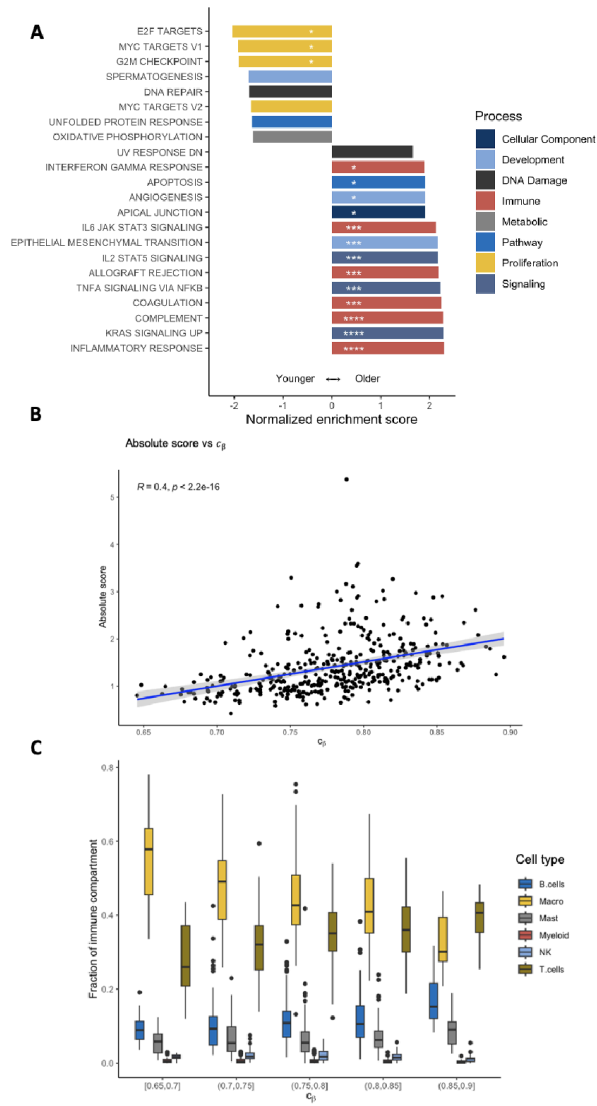 A
E2F TARGETS
MYC TARGETS V1
G2M CHECKPOINT
SPERMATOGENESIS
DNA REPAIR
MYC TARGETS V2
UNFOLDED PROTEIN RESPONSE
OXIDATIVE PHOSPHORYLATION
UV RESPONSE DN
INTERFERON GAMMA RESPONSE
APOPTOSIS
ANGIOGENESIS
APICAL JUNCTION
IL6 JAK STAT3 SIGNALING
EPITHELIAL MESENCHYMAL TRANSITION
IL2 STAT5 SIGNALING
ALLOGRAFT REJECTION
TNFA SIGNALING VIA NFKB
COAGULATION
COMPLEMENT
KRAS SIGNALING UP
INFLAMMATORY RESPONSE
*
*
*
*
*
*
*
***
***
***
***
***
***
****
****
****
Younger ↔ Older
-2 -1 0 1 2
Normalized enrichment score
Process
Cellular Component
Development
DNA Damage
Immune
Metabolic
Pathway
Proliferation
Signaling
B
Absolute score vs cβ
R = 0.4, p < 2.2e-16
Absolute score
5
4
3
2
1
0.65 0.70 0.75 0.80 0.85 0.90
cβ
C
Fraction of immune compartment
0.8
0.6
0.4
0.2
0.0
[0.65,0.7] (0.7,0.75] (0.75,0.8] (0.8,0.85] (0.85,0.9]
cβ
Cell type
B.cells
Macro
Mast
Myeloid
NK
T.cells